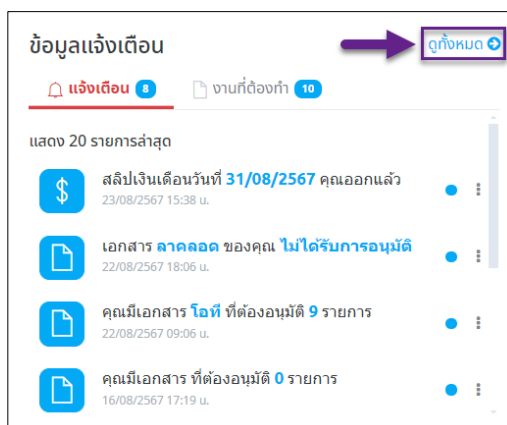 ข้อมูลแจ้งเตือน
ดูทั้งหมด
แจ้งเตือน 8 งานที่ต้องทำ 10
แสดง 20 รายการล่าสุด
สลิปเงินเดือนวันที่ 31/08/2567 คุณออกแล้ว
23/08/2567 15:38 น.
เอกสาร ลาคลอด ของคุณ ไม่ได้รับการอนุมัติ
22/08/2567 18:06 น.
คุณมีเอกสาร โอที ที่ต้องอนุมัติ 9 รายการ
22/08/2567 09:06 น.
คุณมีเอกสาร ที่ต้องอนุมัติ 0 รายการ
16/08/2567 17:19 น.